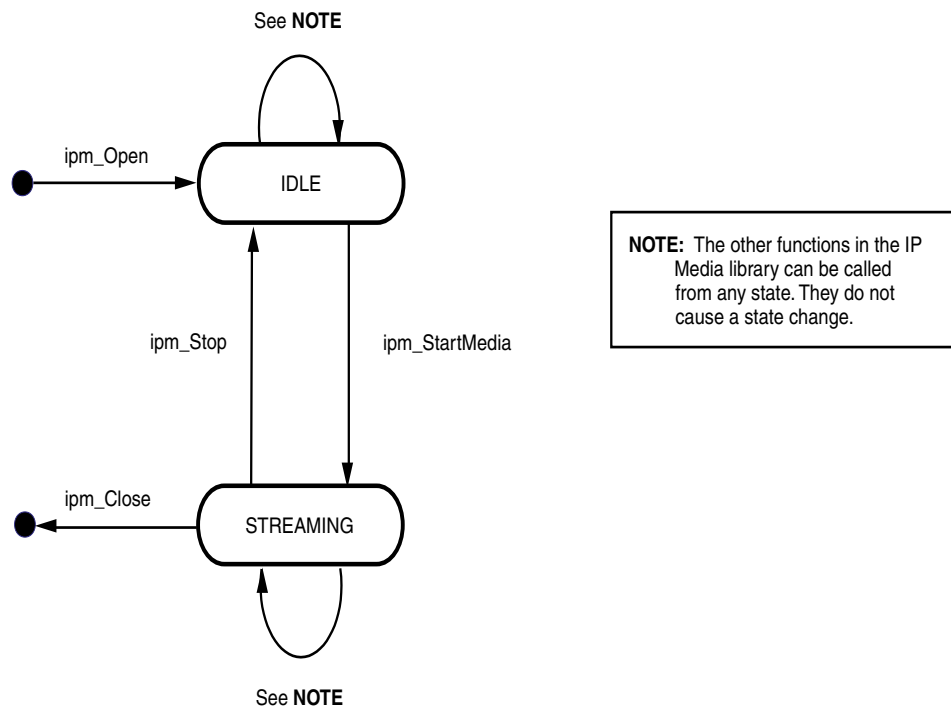 See NOTE
ipm_Open
IDLE
NOTE: The other functions in the IP
Media library can be called
from any state. They do not
cause a state change.
ipm_Stop
ipm_StartMedia
ipm_Close
STREAMING
See NOTE